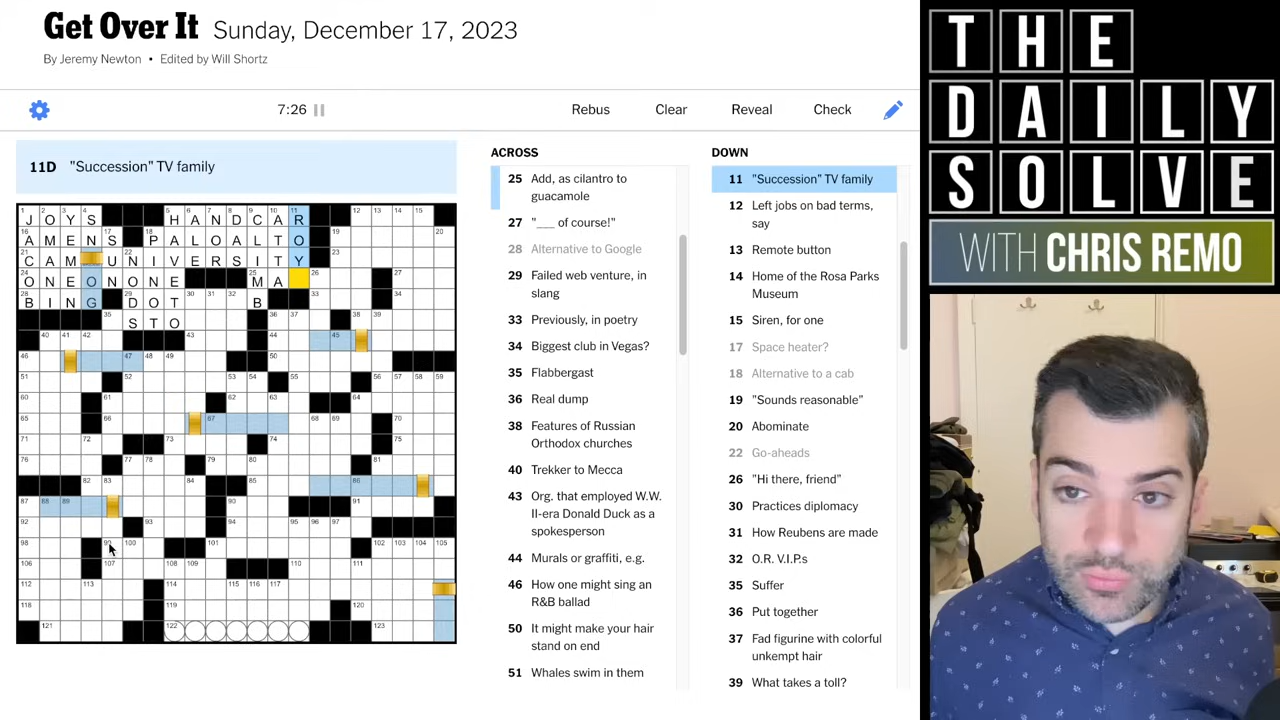 Get Over It Sunday, December 17, 2023
By Jeremy Newton • Edited by Will Shortz
7:26
Rebus Clear Reveal Check
11D "Succession" TV family
ACROSS
25 Add, as cilantro to
guacamole
27 "___ of course!"
28 Alternative to Google
29 Failed web venture, in
slang
33 Previously, in poetry
34 Biggest club in Vegas?
35 Flabbergast
36 Real dump
38 Features of Russian
Orthodox churches
40 Trekker to Mecca
43 Org. that employed W.W.
II-era Donald Duck as a
spokesperson
44 Murals or graffiti, e.g.
46 How one might sing an
R&B ballad
50 It might make your hair
stand on end
51 Whales swim in them
DOWN
11 "Succession" TV family
12 Left jobs on bad terms,
say
13 Remote button
14 Home of the Rosa Parks
Museum
15 Siren, for one
17 Space heater?
18 Alternative to a cab
19 "Sounds reasonable"
20 Abominate
22 Go-aheads
26 "Hi there, friend"
30 Practices diplomacy
31 How Reubens are made
32 O.R. V.I.P.s
35 Suffer
36 Put together
37 Fad figurine with colorful
unkempt hair
39 What takes a toll?
J O Y S H A N D C A R
A M E N S P A L O A L T O
C A M U N I V E R S I T Y
O N E O N O N E M A
B I N G D O T B
S T O
THE
DAILY
SOLVE
WITH CHRIS REMO